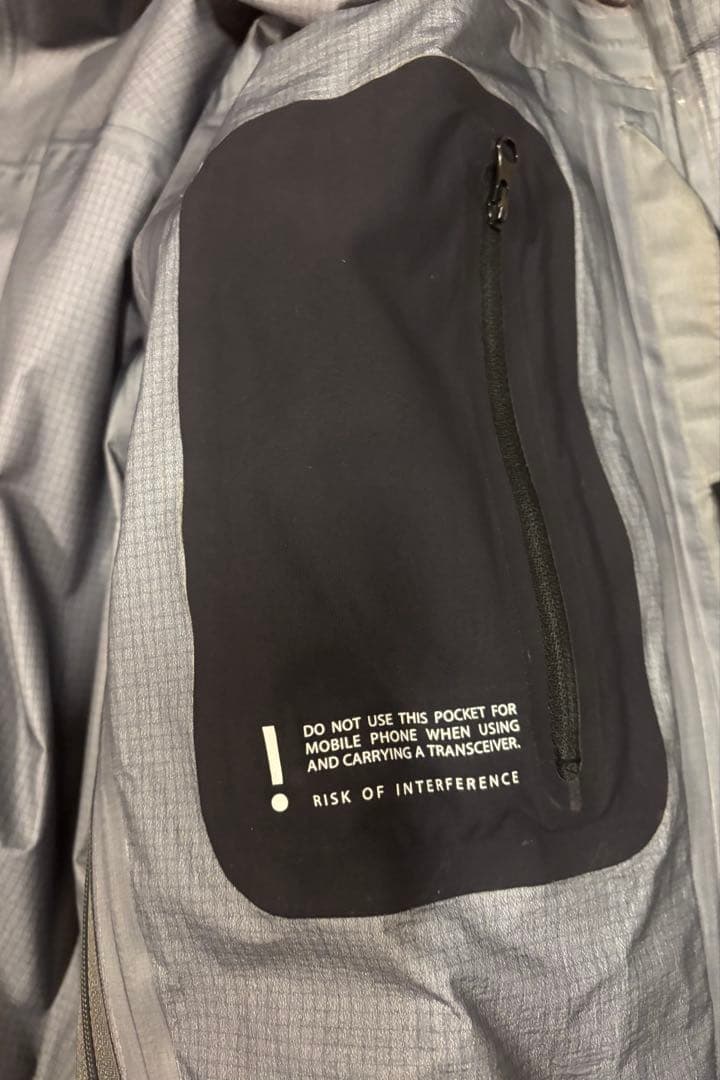 DO NOT USE THIS POCKET FOR
MOBILE PHONE WHEN USING
AND CARRYING A TRANSCEIVER.
RISK OF INTERFERENCE